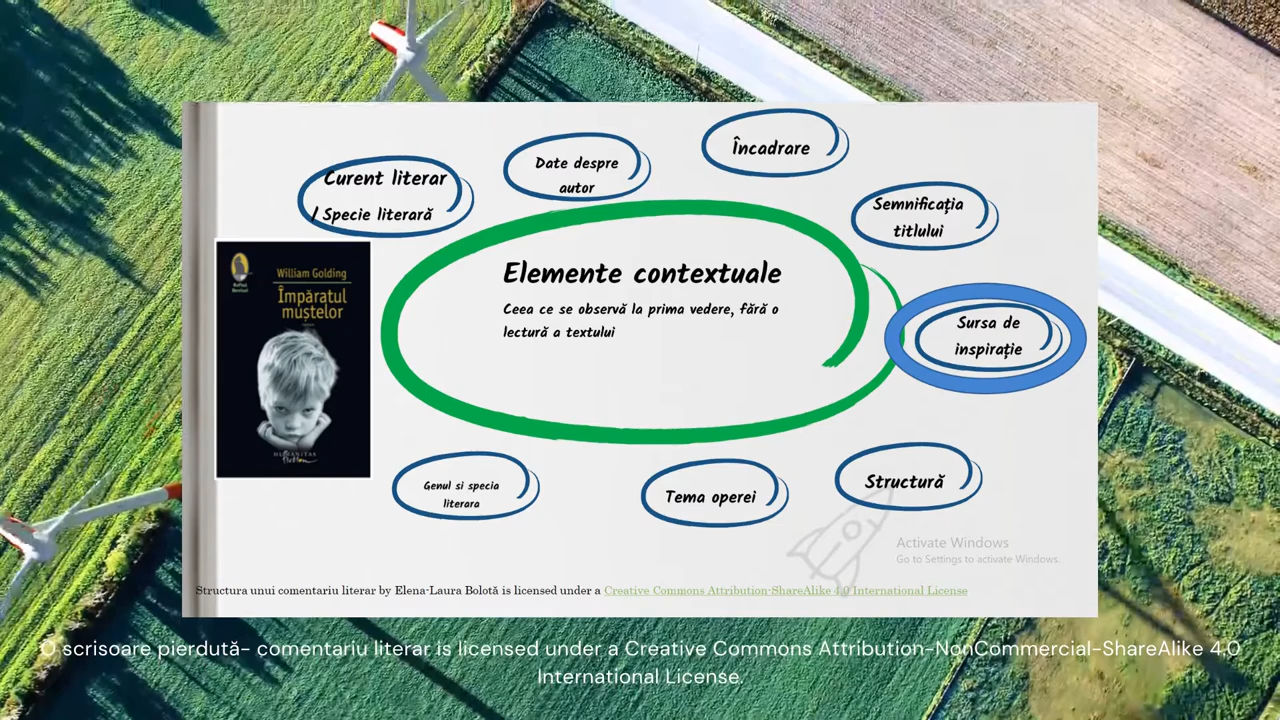 Încadrare
Date despre
autor
Curent literar
/ Specie literară
Semnificația
titlului
William Golding
Împăratul
muștelor
Elemente contextuale
Ceea ce se observă la prima vedere, fără o
lectură a textului
Sursa de
inspirație
HUMANITAS
fiction
Genul si specia
literara
Tema operei
Structură
Activate Windows
Go to Settings to activate Windows.
Structura unui comentariu literar by Elena-Laura Bolotă is licensed under a Creative Commons Attribution-ShareAlike 4.0 International License
O scrisoare pierdută- comentariu literar is licensed under a Creative Commons Attribution-NonCommercial-ShareAlike 4.0
International License.